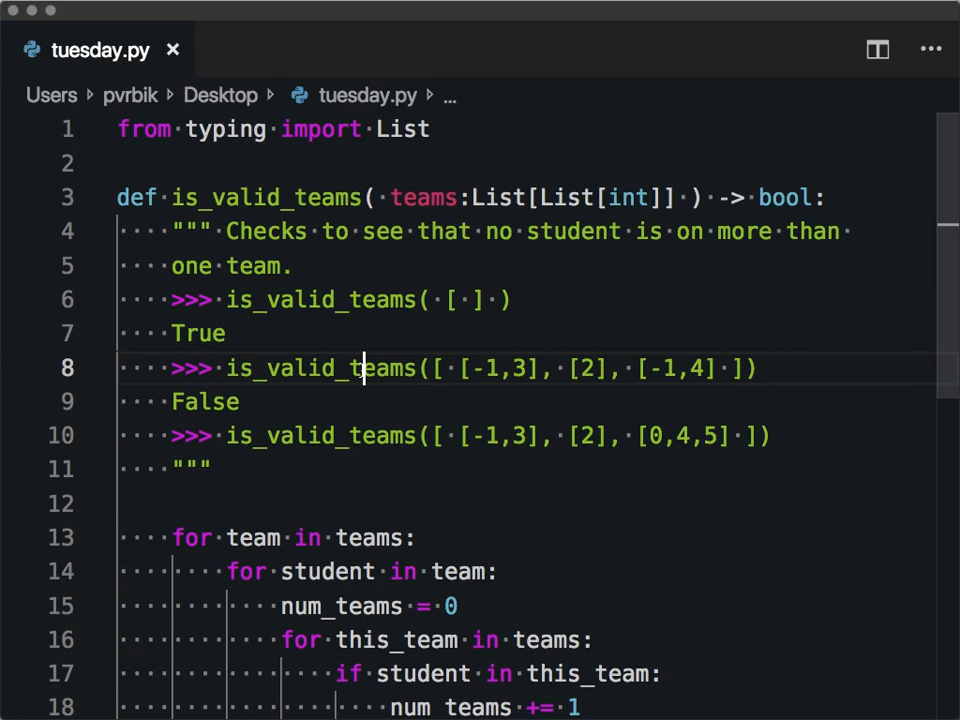 tuesday.py ×
Users > pvrbik > Desktop > tuesday.py > ...
1 from typing import List
2
3 def is_valid_teams( teams:List[List[int]] ) -> bool:
4 """ Checks to see that no student is on more than
5 one team.
6 >>> is_valid_teams( [ ] )
7 True
8 >>> is_valid_teams([ [-1,3], [2], [-1,4] ])
9 False
10 >>> is_valid_teams([ [-1,3], [2], [0,4,5] ])
11 """
12
13 for team in teams:
14 for student in team:
15 num_teams = 0
16 for this_team in teams:
17 if student in this_team:
18 num_teams += 1